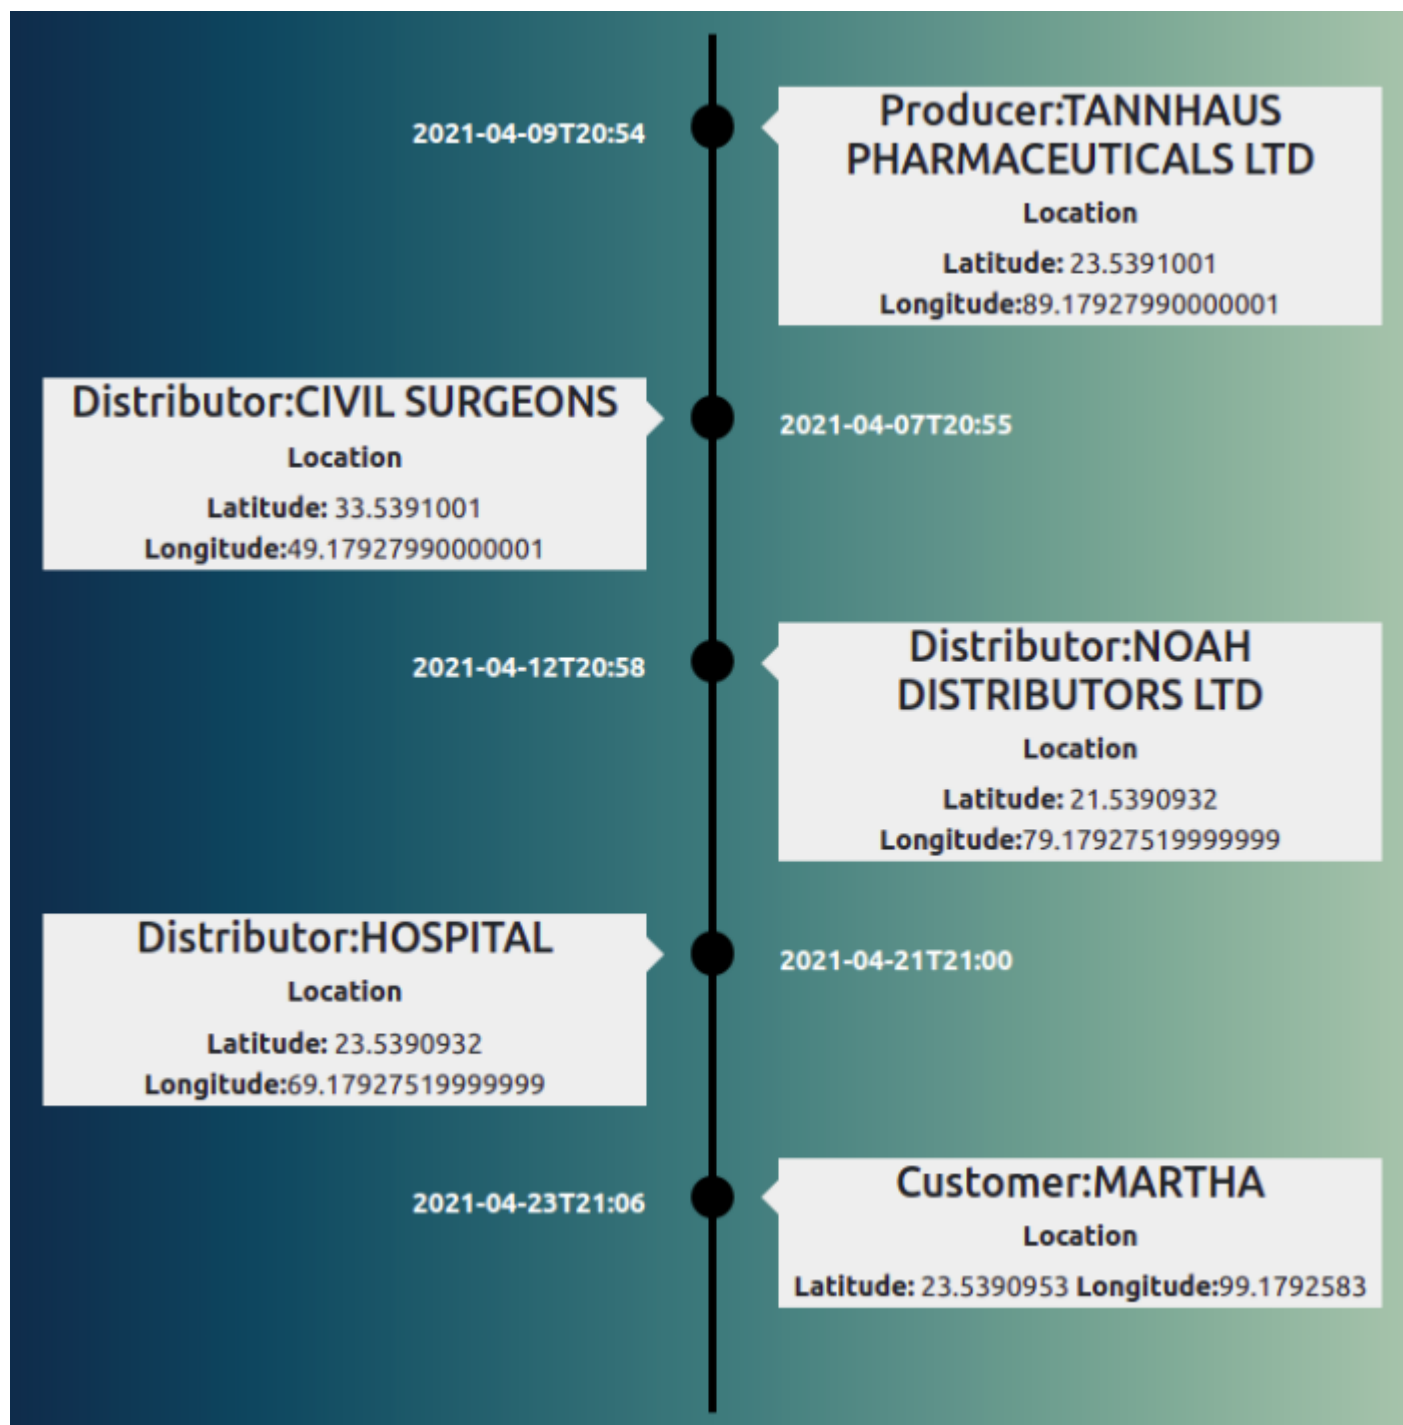 2021-04-09T20:54
Producer:TANNHAUS
PHARMACEUTICALS LTD
Location
Latitude: 23.5391001
Longitude:89.17927990000001
Distributor:CIVIL SURGEONS
Location
Latitude: 33.5391001
Longitude:49.17927990000001
2021-04-07T20:55
2021-04-12T20:58
Distributor:NOAH
DISTRIBUTORS LTD
Location
Latitude: 21.5390932
Longitude:79.17927519999999
Distributor:HOSPITAL
Location
Latitude: 23.5390932
Longitude:69.17927519999999
2021-04-21T21:00
2021-04-23T21:06
Customer:MARTHA
Location
Latitude: 23.5390953 Longitude:99.1792583